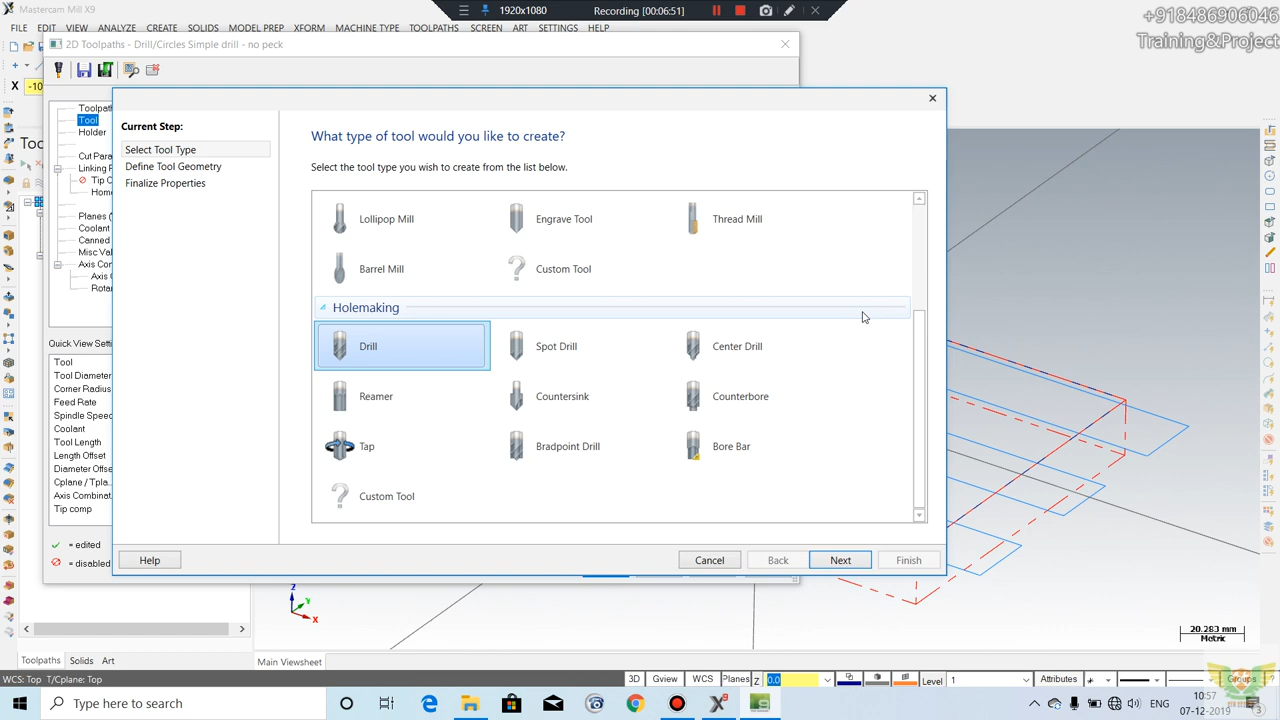 Mastercam Mill X9
1920x1080
Recording [00:06:51]
+918486906046
Training&Project
FILE EDIT VIEW ANALYZE CREATE SOLIDS MODEL PREP XFORM MACHINE TYPE TOOLPATHS SCREEN ART SETTINGS HELP
2D Toolpaths - Drill/Circles Simple drill - no peck
X -10
Toolpat
Tool
Holder
Cut Para
Linking
Tip C
Hom
Planes (
Coolant
Canned
Misc Val
Axis Com
Axis C
Rotar
Quick View Setti
Tool
Tool Diameter
Corner Radius
Feed Rate
Spindle Speed
Coolant
Tool Length
Length Offset
Diameter Offse
Cplane / Tpla
Axis Combinat
Tip comp
= edited
= disabled
Current Step:
Select Tool Type
Define Tool Geometry
Finalize Properties
What type of tool would you like to create?
Select the tool type you wish to create from the list below.
Lollipop Mill Engrave Tool Thread Mill
Barrel Mill Custom Tool
Holemaking
Drill Spot Drill Center Drill
Reamer Countersink Counterbore
Tap Bradpoint Drill Bore Bar
Custom Tool
Help Cancel Back Next Finish
Z
Y
X
20.283 mm
Metric
Toolpaths Solids Art
Main Viewsheet
WCS: Top T/Cplane: Top
3D Gview WCS Planes Z 0.0 Level 1 Attributes Groups
Type here to search
ENG
10:57
07-12-2019
3